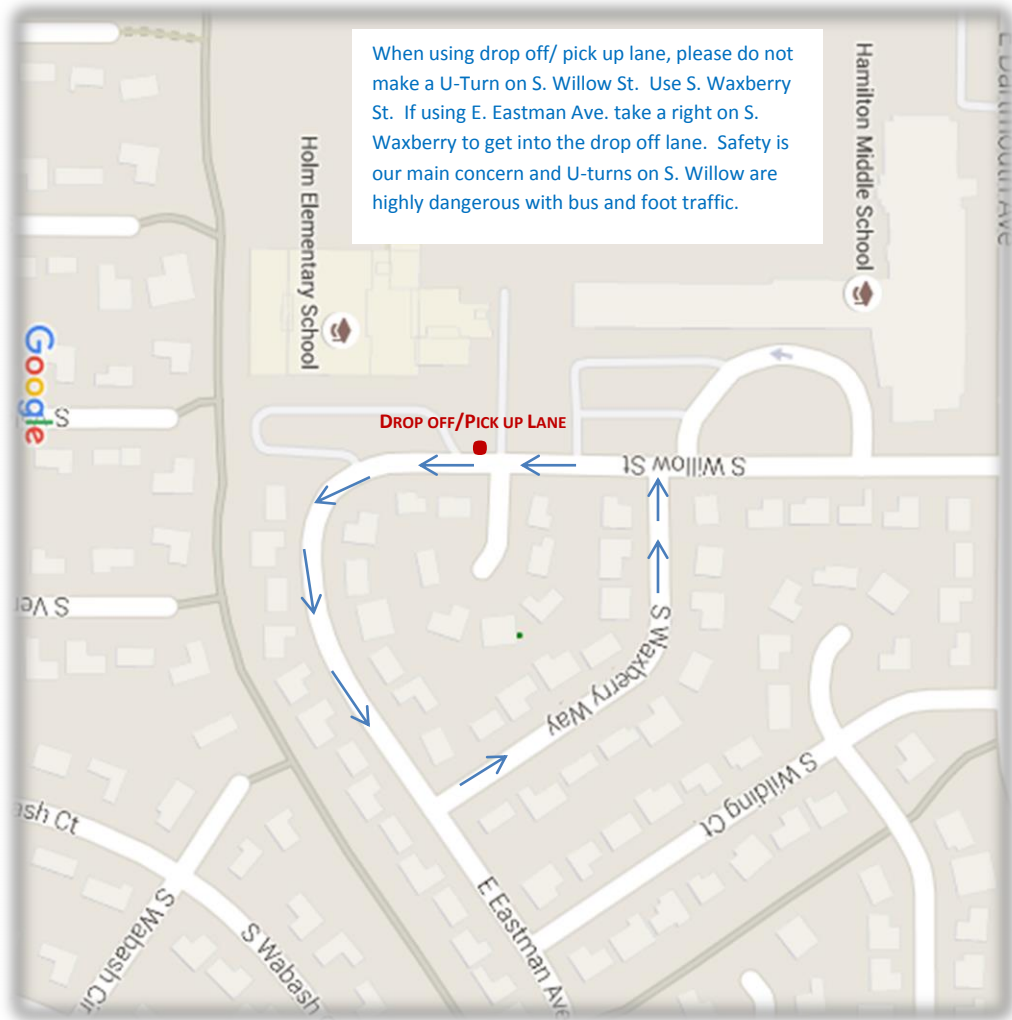 When using drop off/ pick up lane, please do not
make a U-Turn on S. Willow St.  Use S. Waxberry
St.  If using E. Eastman Ave. take a right on S.
Waxberry to get into the drop off lane.  Safety is
our main concern and U-turns on S. Willow are
highly dangerous with bus and foot traffic.
Hamilton Middle School
E Dartmouth Ave
Holm Elementary School
Google
S
DROP OFF/PICK UP LANE
S Willow St
S Ver
S Waxberry Way
S Wilding Ct
ash Ct
S Wabash Cir
S Wabash
E Eastman Ave